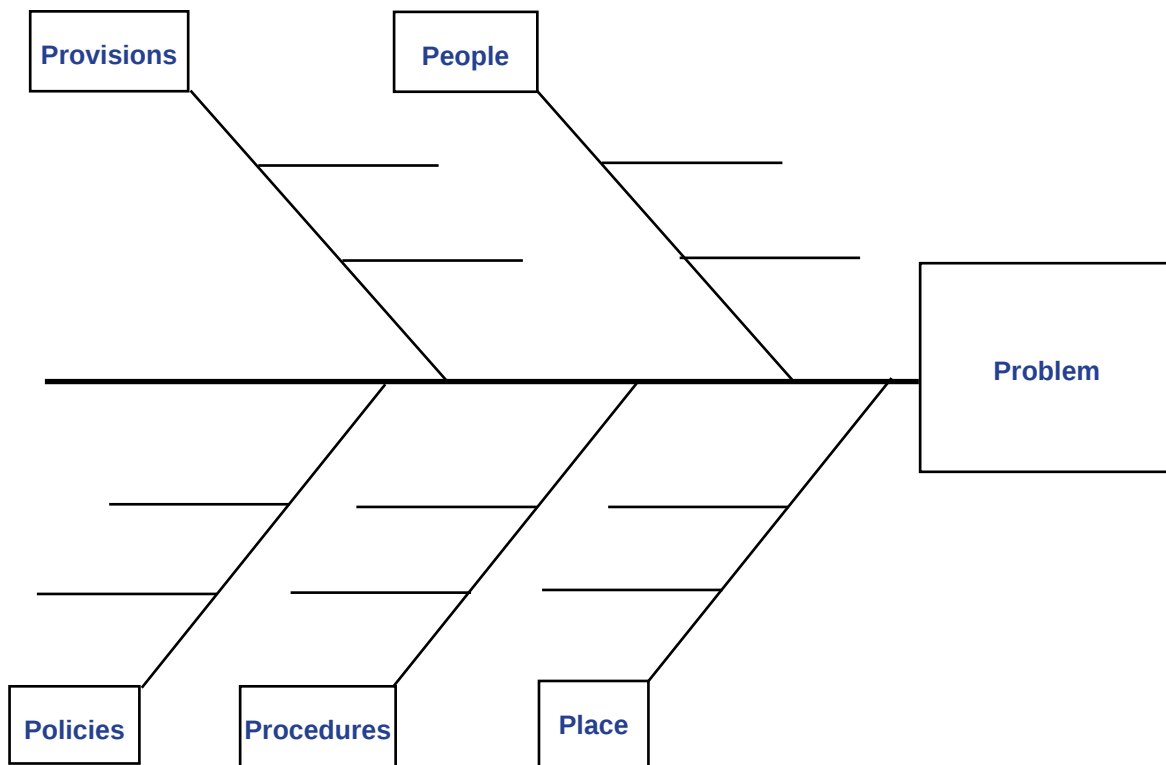 Provisions
People
Problem
Policies
Procedures
Place